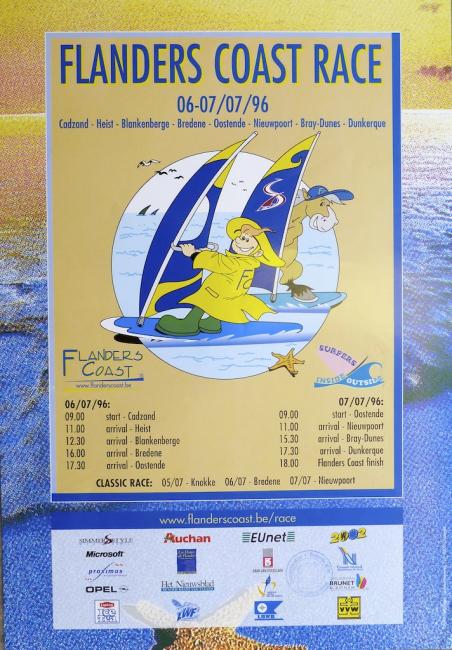 FLANDERS COAST RACE
06-07/07/96
Cadzand - Heist - Blankenberge - Bredene - Oostende - Nieuwpoort - Bray-Dunes - Dunkerque
FLANDERS
COAST
www.flanderscoast.be
SURFERS
INSIDE OUTSIDE
06/07/96:
09.00 start - Cadzand
11.00 arrival - Heist
12.30 arrival - Blankenberge
16.00 arrival - Bredene
17.30 arrival - Oostende
07/07/96:
09.00 start - Oostende
11.00 arrival - Nieuwpoort
15.30 arrival - Bray-Dunes
17.30 arrival - Dunkerque
18.00 Flanders Coast finish
CLASSIC RACE: 05/07 - Knokke 06/07 - Bredene 07/07 - Nieuwpoort
www.flanderscoast.be/race
SIMMER STYLE
Auchan
EUnet
2002
Microsoft
proximus
OPEL
Het Nieuwsblad
BRUNET
VVW